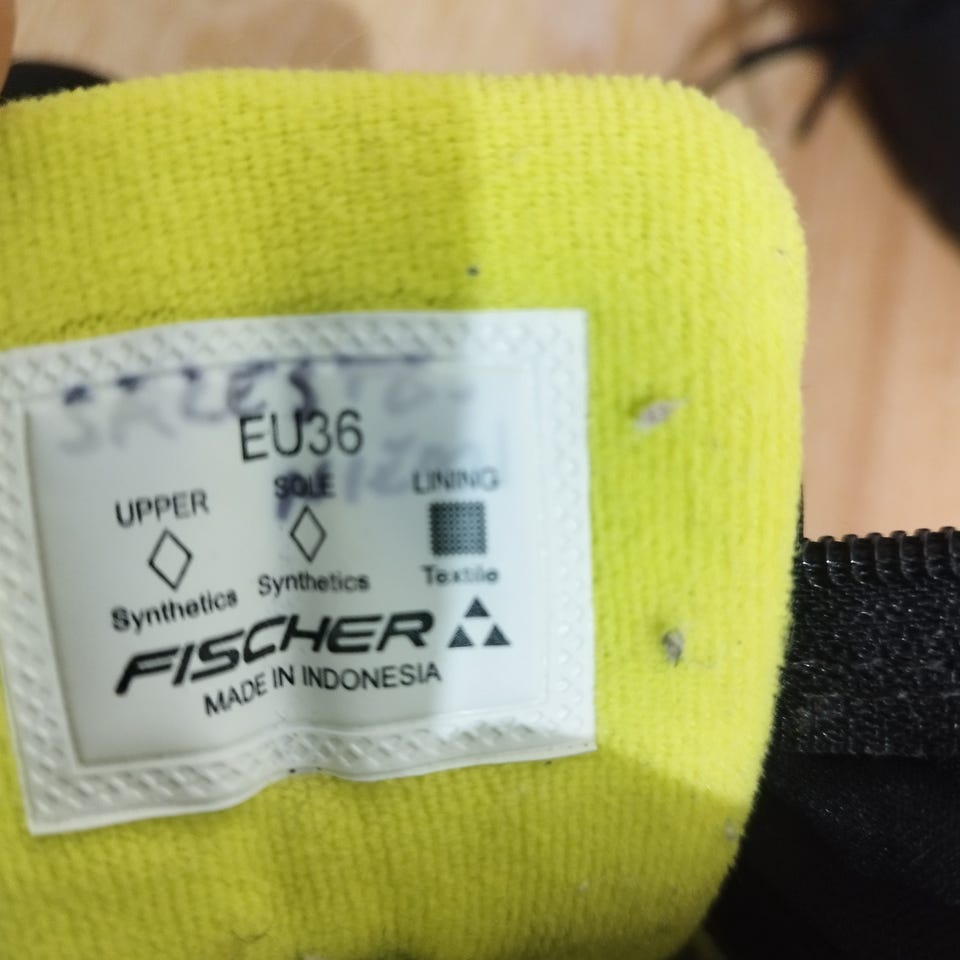 EU36
UPPER SOLE LINING
Synthetics Synthetics Textile
FISCHER
MADE IN INDONESIA